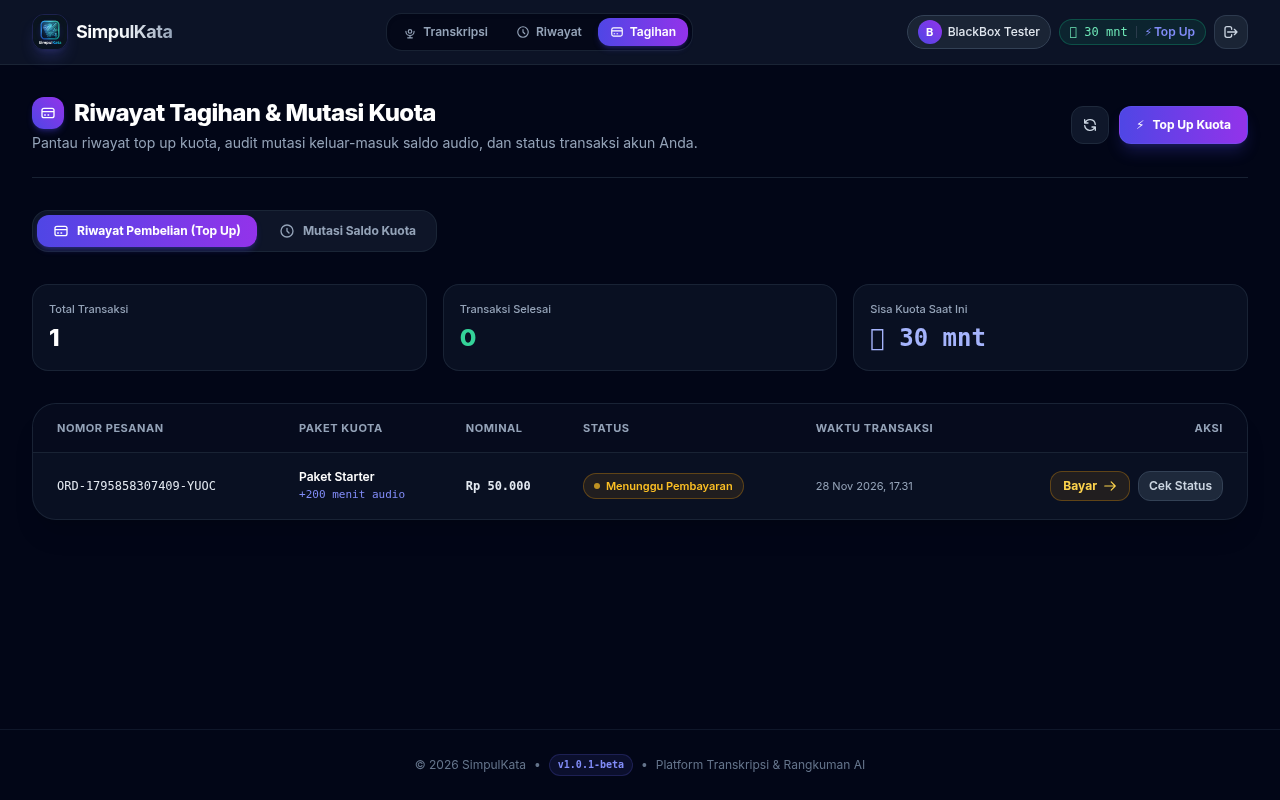 SimpulKata
Transkripsi
Riwayat
Tagihan
B BlackBox Tester
30 mnt
Top Up
Riwayat Tagihan & Mutasi Kuota
Pantau riwayat top up kuota, audit mutasi keluar-masuk saldo audio, dan status transaksi akun Anda.
Top Up Kuota
Riwayat Pembelian (Top Up)
Mutasi Saldo Kuota
Total Transaksi
1
Transaksi Selesai
0
Sisa Kuota Saat Ini
30 mnt
NOMOR PESANAN PAKET KUOTA NOMINAL STATUS WAKTU TRANSAKSI AKSI
ORD-1795858307409-YUOC
Paket Starter
+200 menit audio
Rp 50.000
Menunggu Pembayaran
28 Nov 2026, 17.31
Bayar →
Cek Status
© 2026 SimpulKata • v1.0.1-beta • Platform Transkripsi & Rangkuman AI